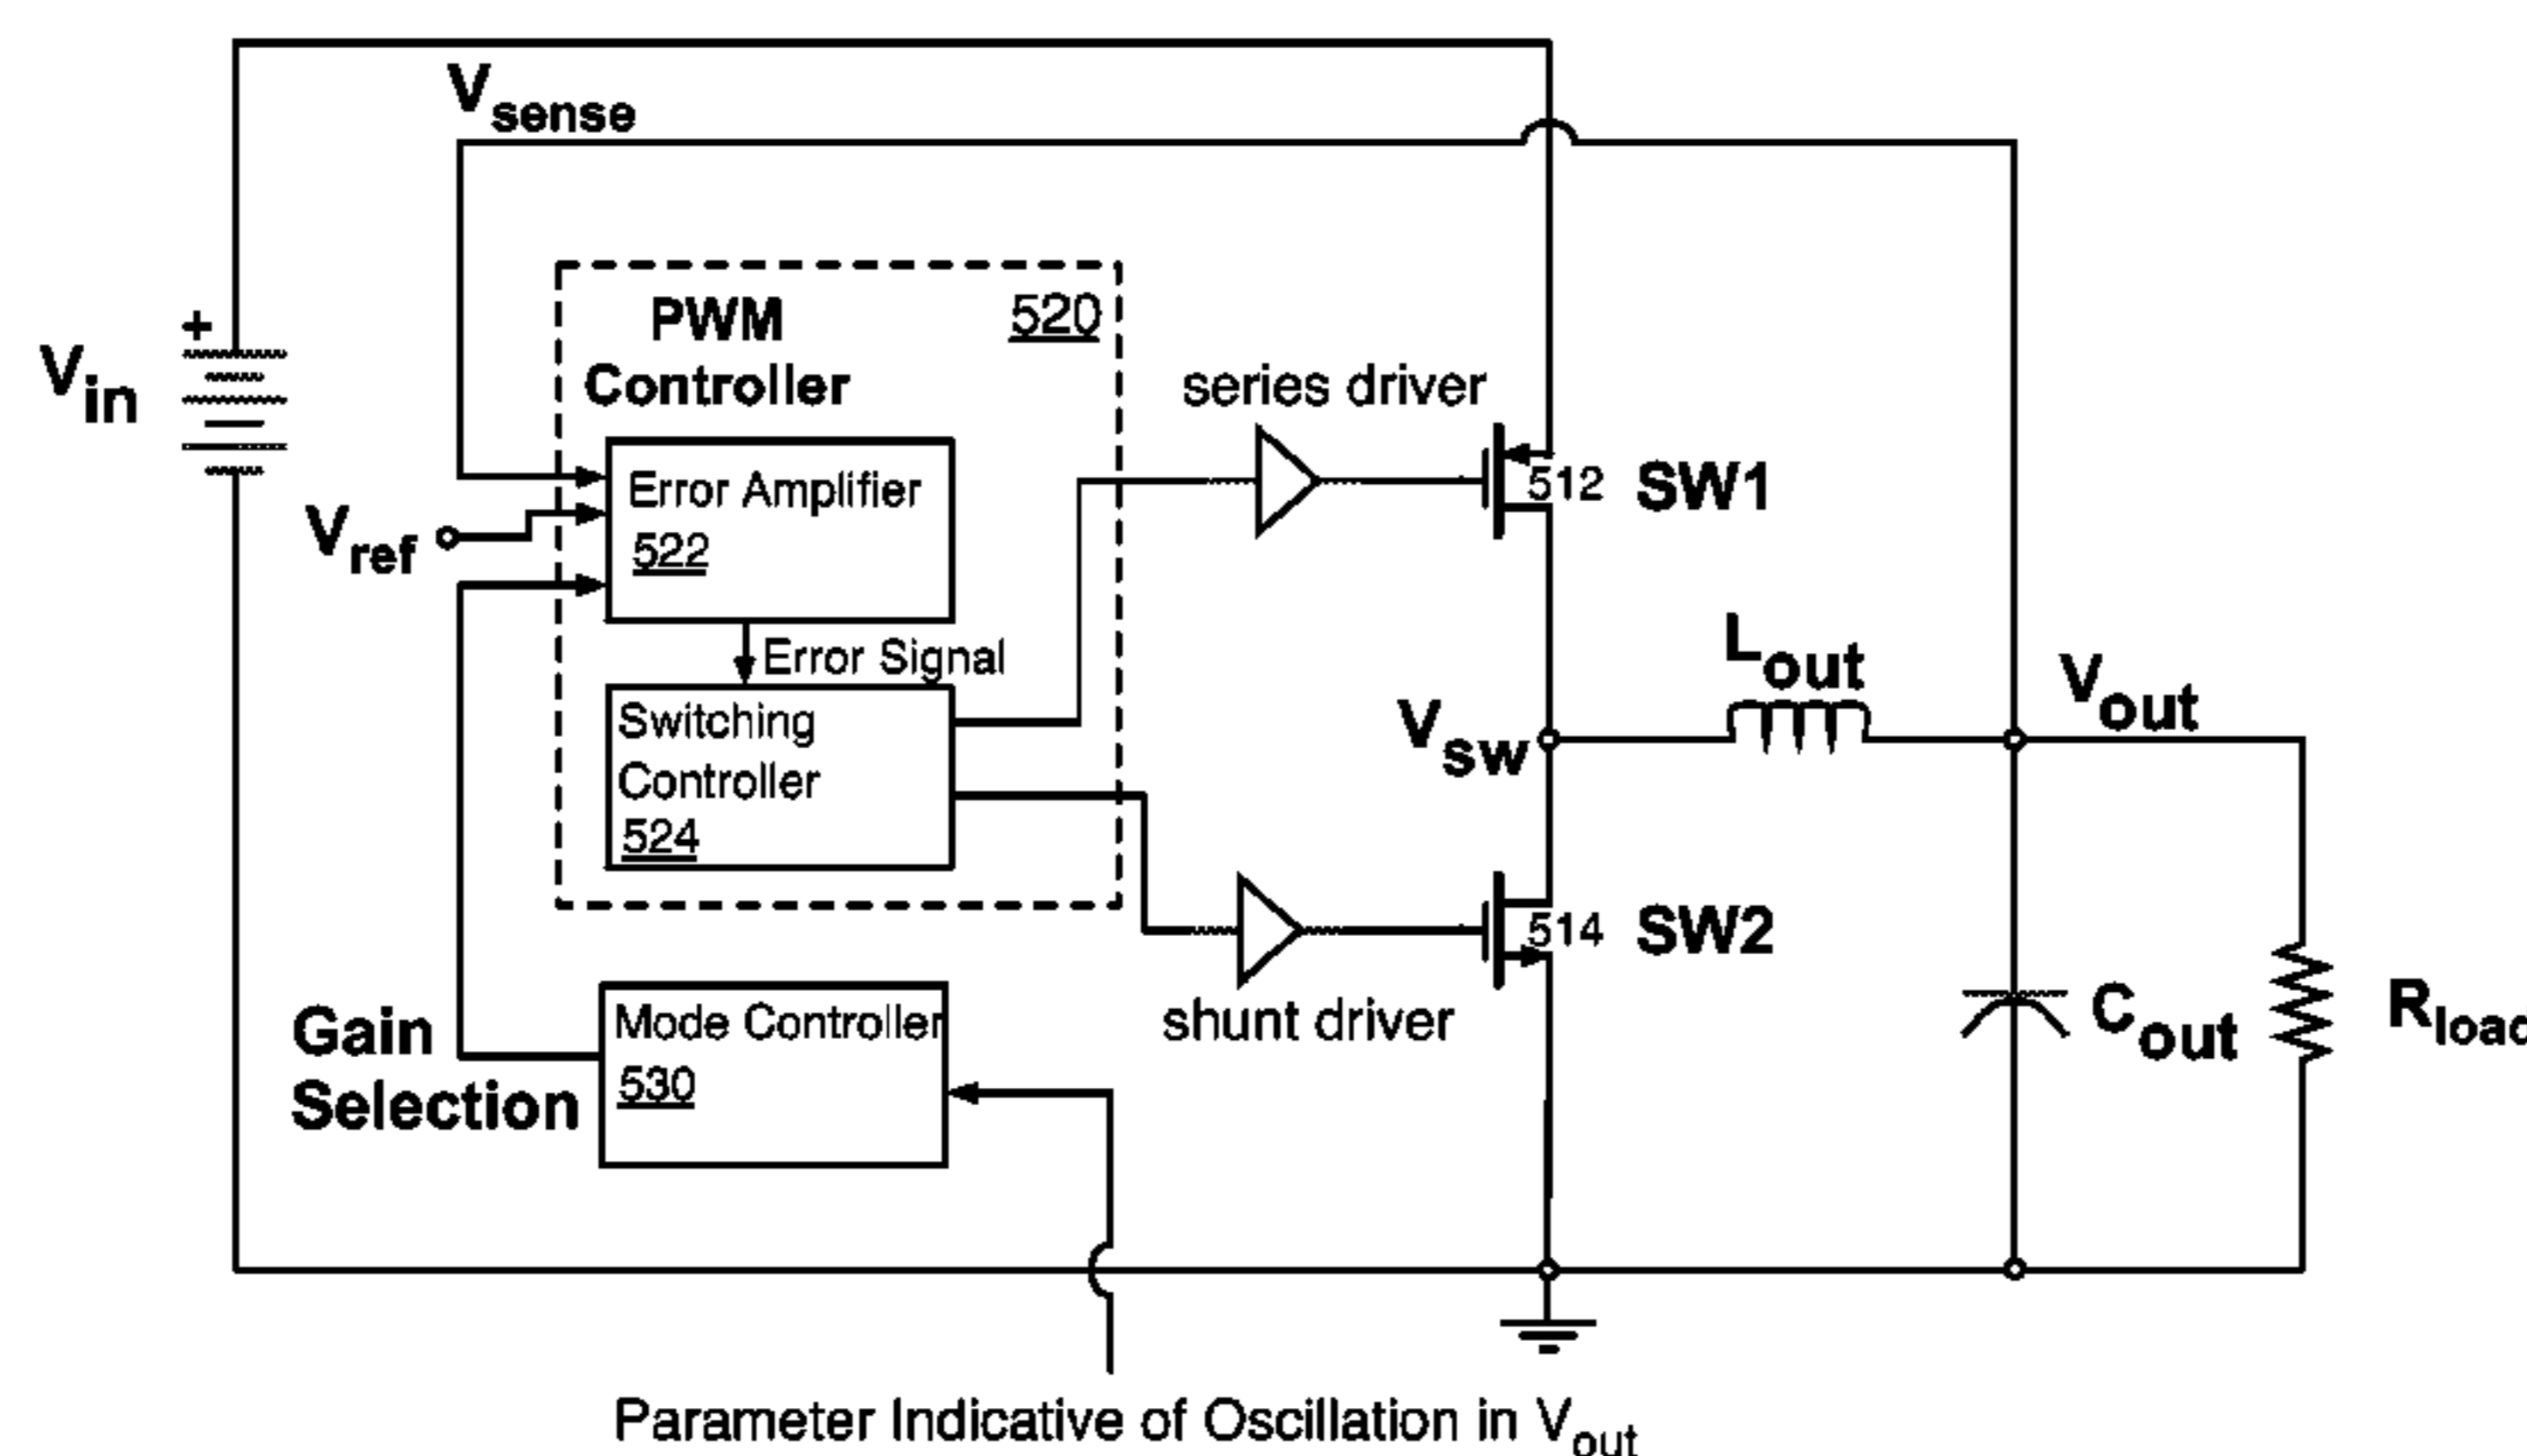 Vsense
+
Vin
PWM
Controller
520
series driver
Error Amplifier
522
512
SW1
Vref
Error Signal
Switching
Controller
524
Lout
Vout
Vsw
514
SW2
shunt driver
Mode Controller
530
Gain
Selection
Cout
Rload
Parameter Indicative of Oscillation in Vout